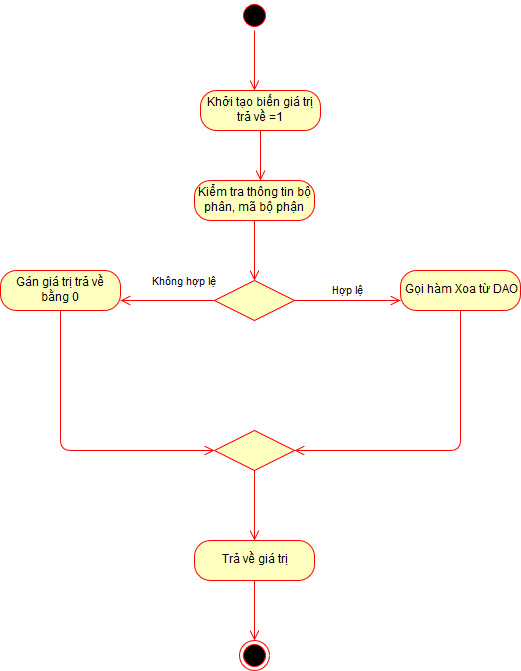 Khởi tạo biến giá trị
trả về =1
Kiểm tra thông tin bộ
phân, mã bộ phận
Không hợp lệ
Hợp lệ
Gán giá trị trả về
bằng 0
Gọi hàm Xoa từ DAO
Trả về giá trị